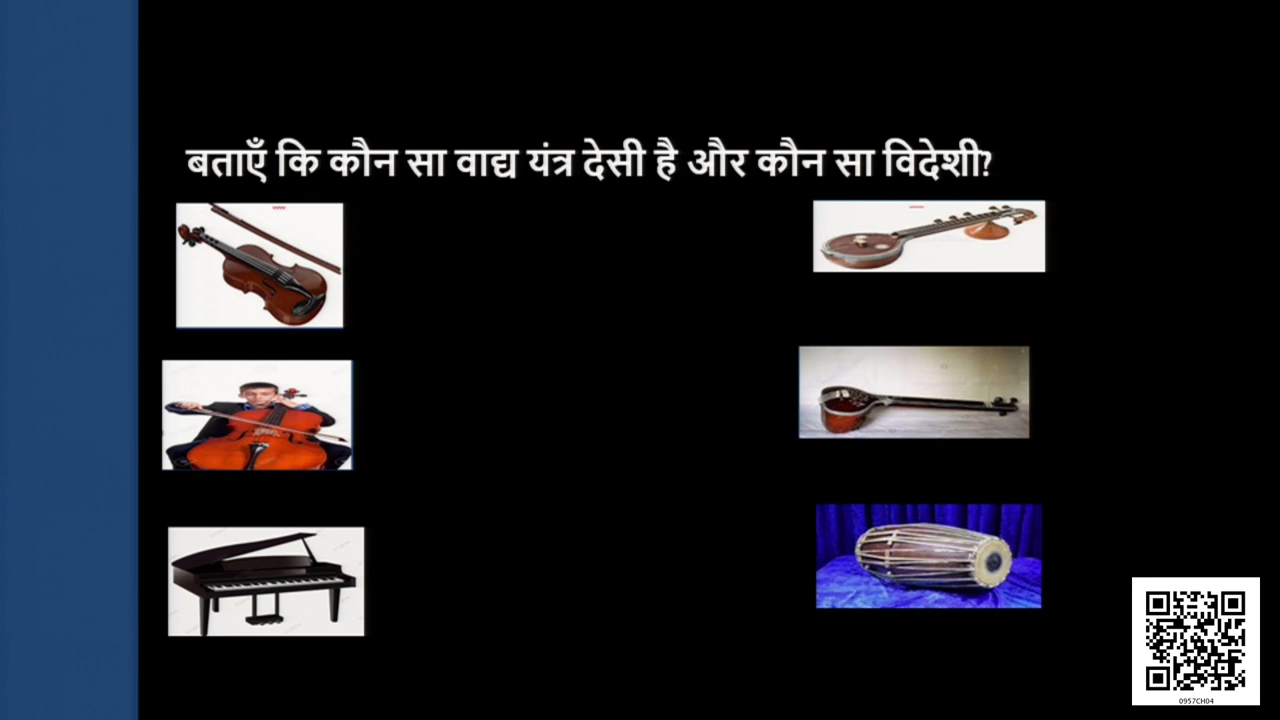 बताएँ कि कौन सा वाद्य यंत्र देसी है और कौन सा विदेशी?
0957CH04